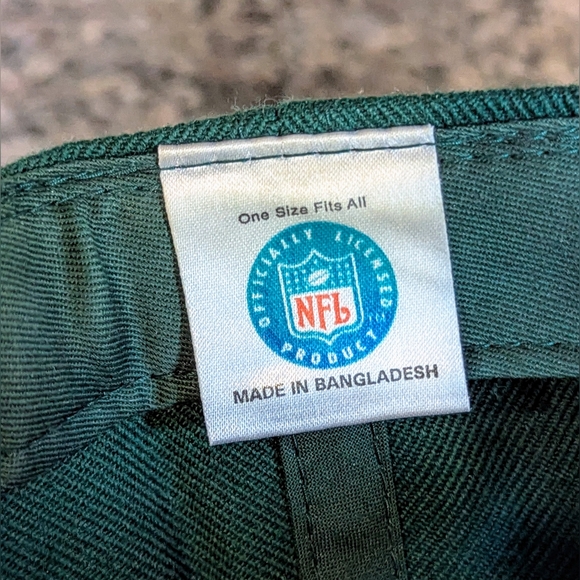 One Size Fits All
OFFICIALLY LICENSED
NFL
PRODUCT
MADE IN BANGLADESH